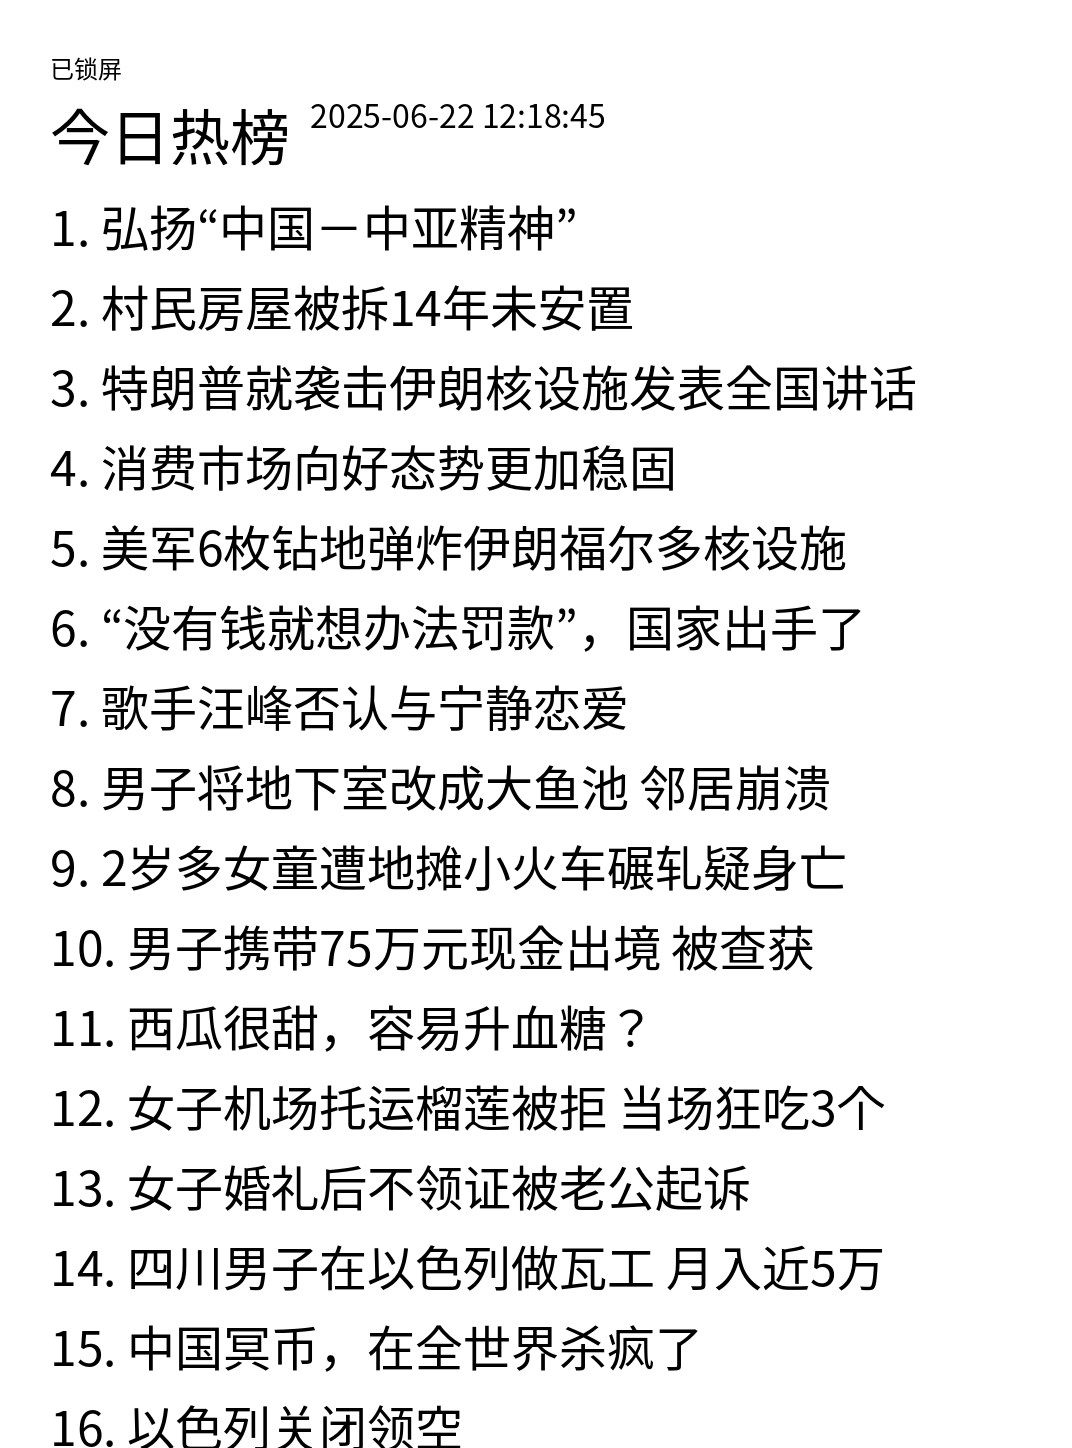 已锁屏
今日热榜 2025-06-22 12:18:45
1. 弘扬“中国－中亚精神”
2. 村民房屋被拆14年未安置
3. 特朗普就袭击伊朗核设施发表全国讲话
4. 消费市场向好态势更加稳固
5. 美军6枚钻地弹炸伊朗福尔多核设施
6. “没有钱就想办法罚款”，国家出手了
7. 歌手汪峰否认与宁静恋爱
8. 男子将地下室改成大鱼池 邻居崩溃
9. 2岁多女童遭地摊小火车碾轧疑身亡
10. 男子携带75万元现金出境 被查获
11. 西瓜很甜，容易升血糖？
12. 女子机场托运榴莲被拒 当场狂吃3个
13. 女子婚礼后不领证被老公起诉
14. 四川男子在以色列做瓦工 月入近5万
15. 中国冥币，在全世界杀疯了
16. 以色列关闭领空